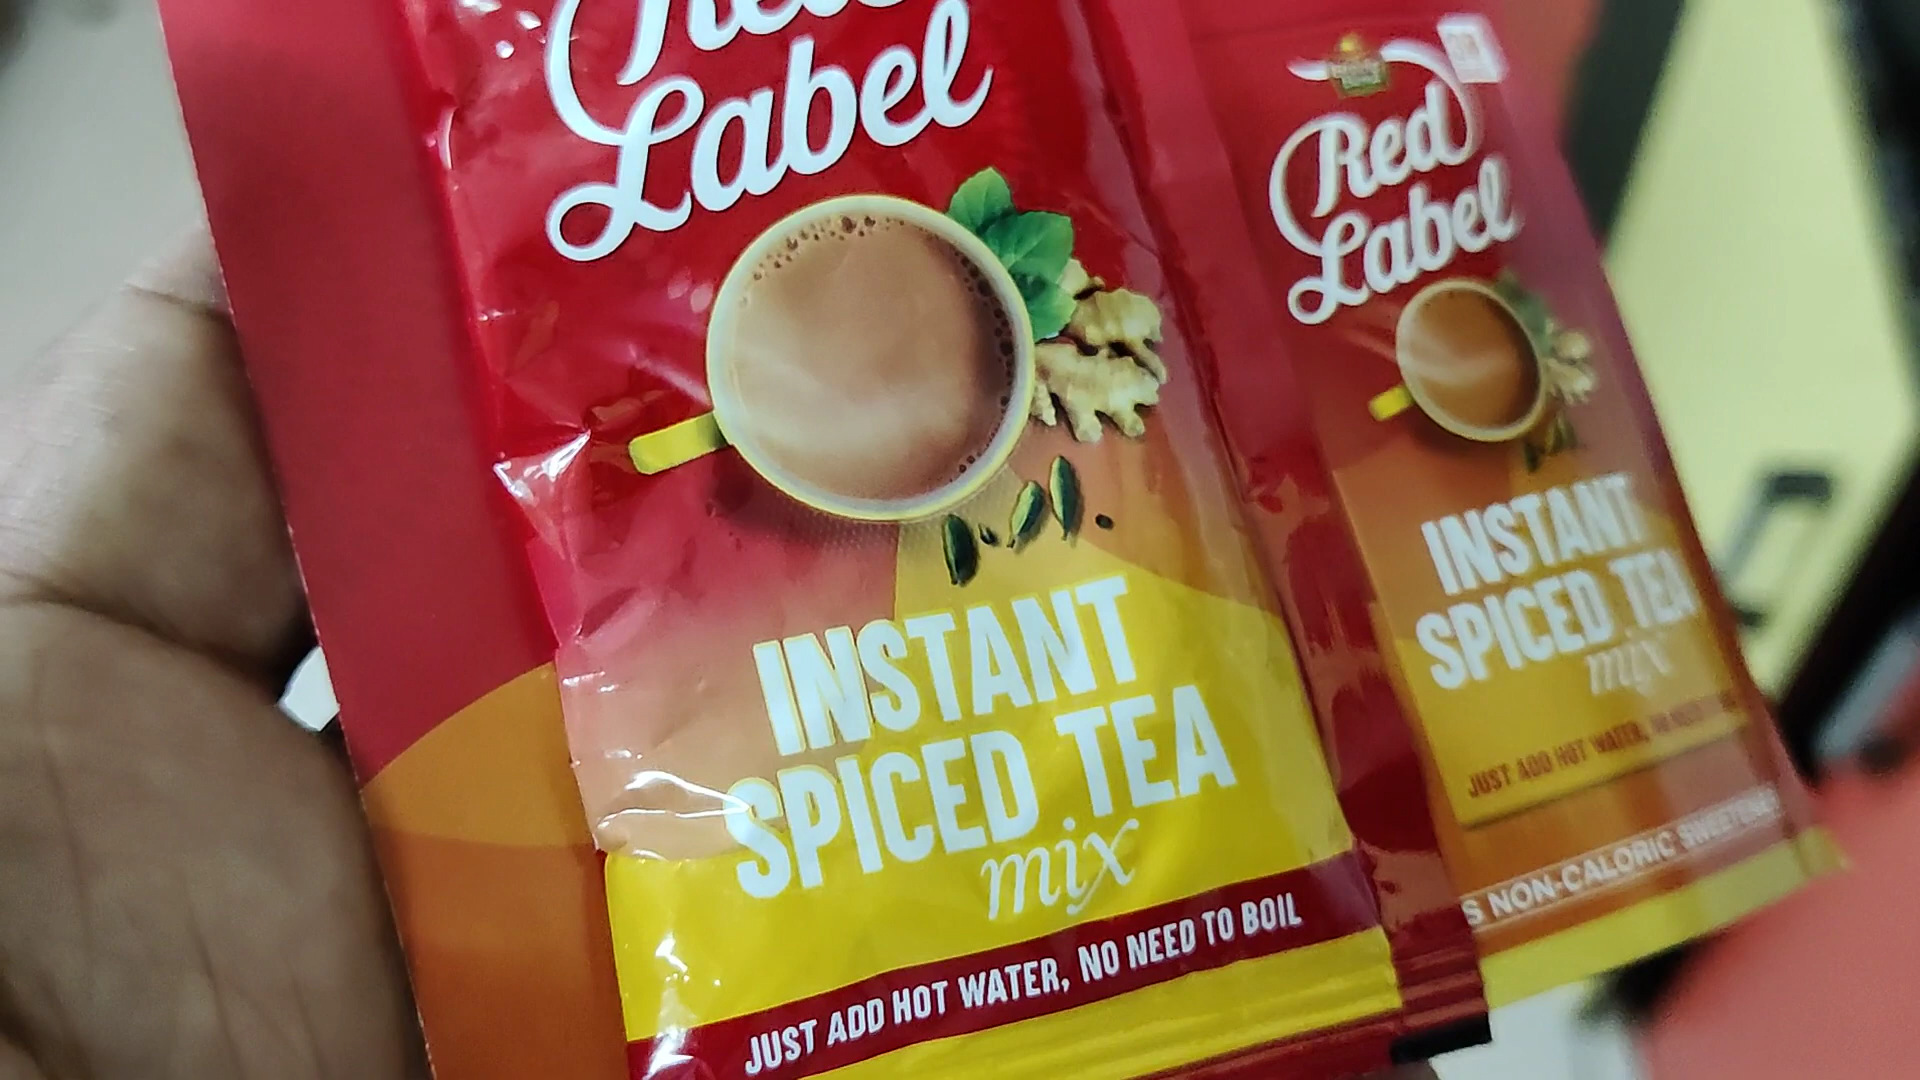 Red
Label
INSTANT
SPICED TEA
mix
JUST ADD HOT WATER, NO NEED TO BOIL
Red
Label
INSTANT
SPICED TEA
mix
JUST ADD HOT WATER,
S NON-CALORIC